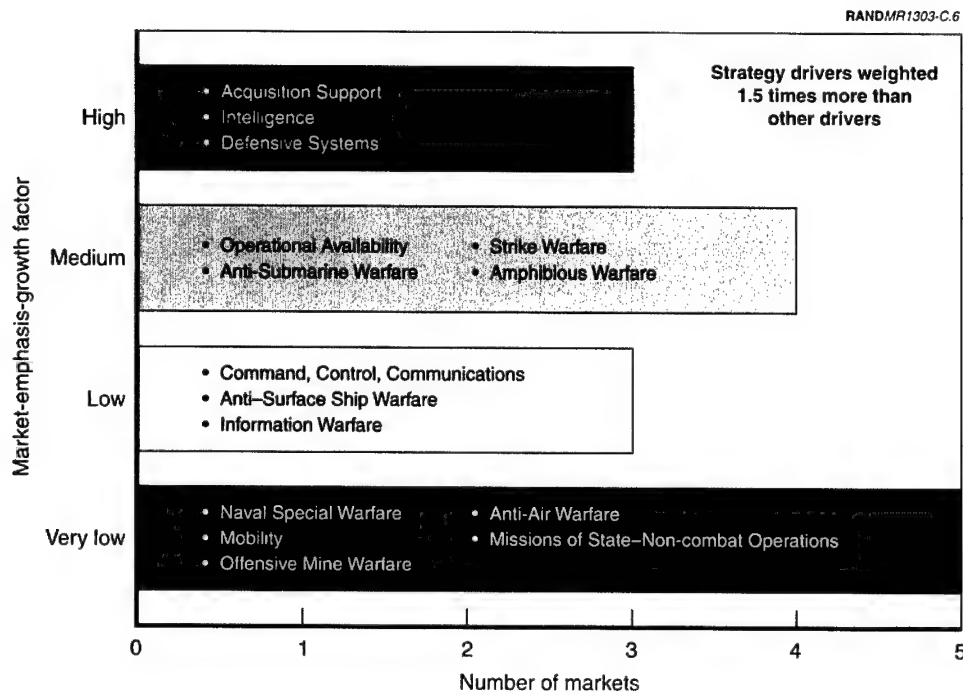 RANDMR1303-C.6
Strategy drivers weighted
1.5 times more than
other drivers
Market-emphasis-growth factor
High
• Acquisition Support
• Intelligence
• Defensive Systems
Medium
• Operational Availability
• Anti-Submarine Warfare
• Strike Warfare
• Amphibious Warfare
Low
• Command, Control, Communications
• Anti–Surface Ship Warfare
• Information Warfare
Very low
• Naval Special Warfare
• Mobility
• Offensive Mine Warfare
• Anti-Air Warfare
• Missions of State–Non-combat Operations
0 1 2 3 4 5
Number of markets